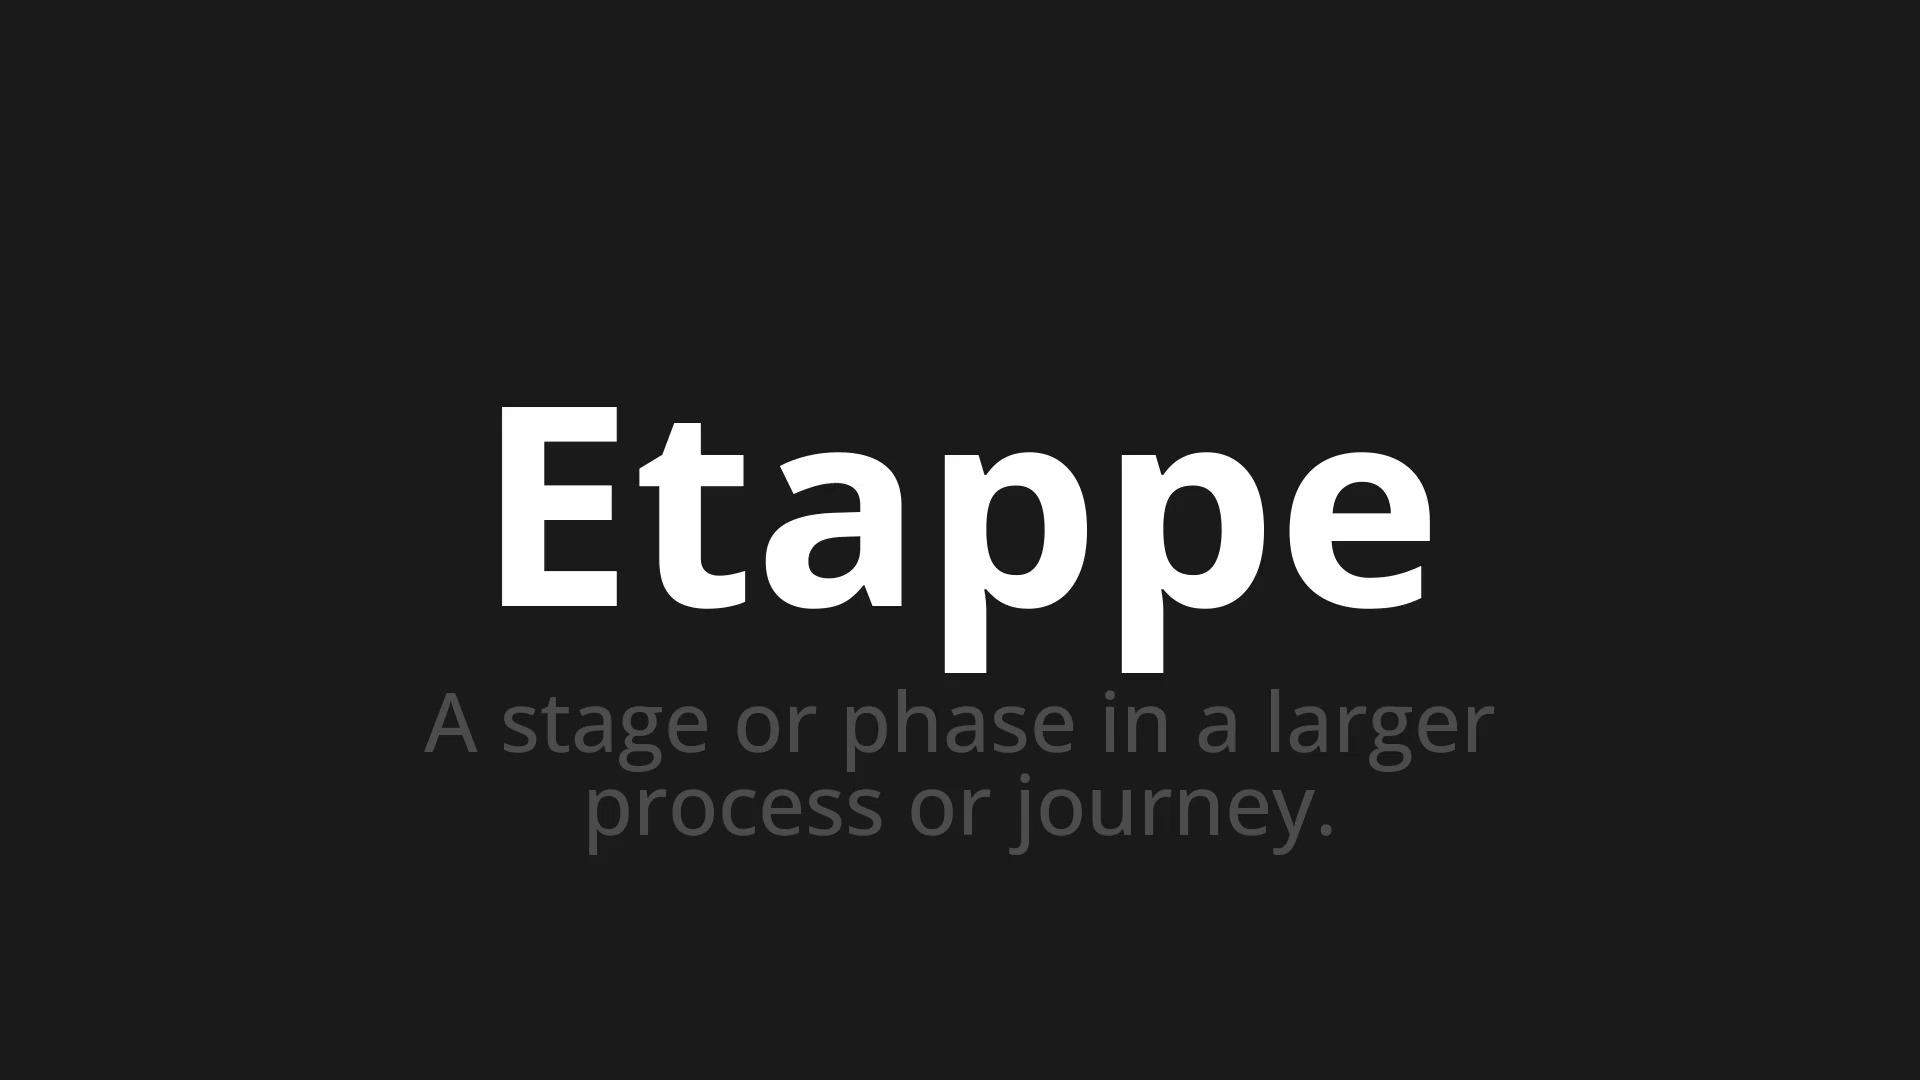 Etappe
A stage or phase in a larger
process or journey.